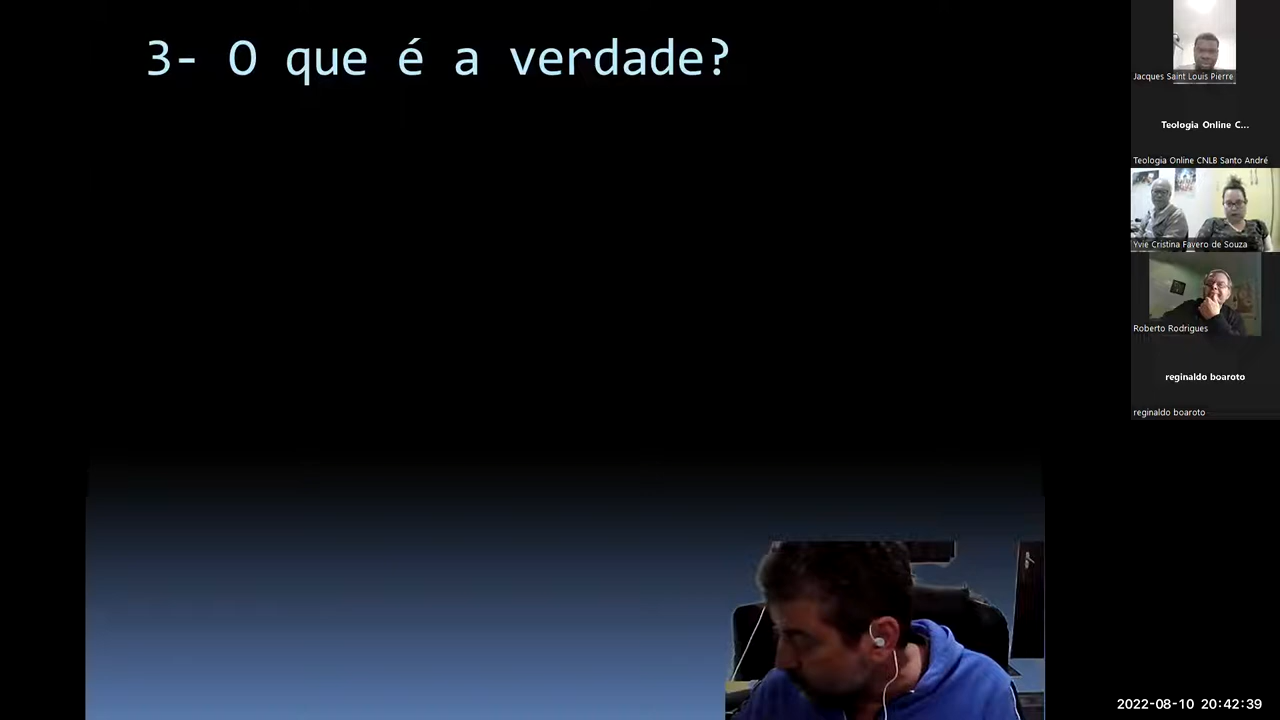 3- O que é a verdade?
Jacques Saint Louis Pierre
Teologia Online C...
Teologia Online CNLB Santo André
Yvie Cristina Favero de Souza
Roberto Rodrigues
reginaldo boaroto
reginaldo boaroto
2022-08-10 20:42:39